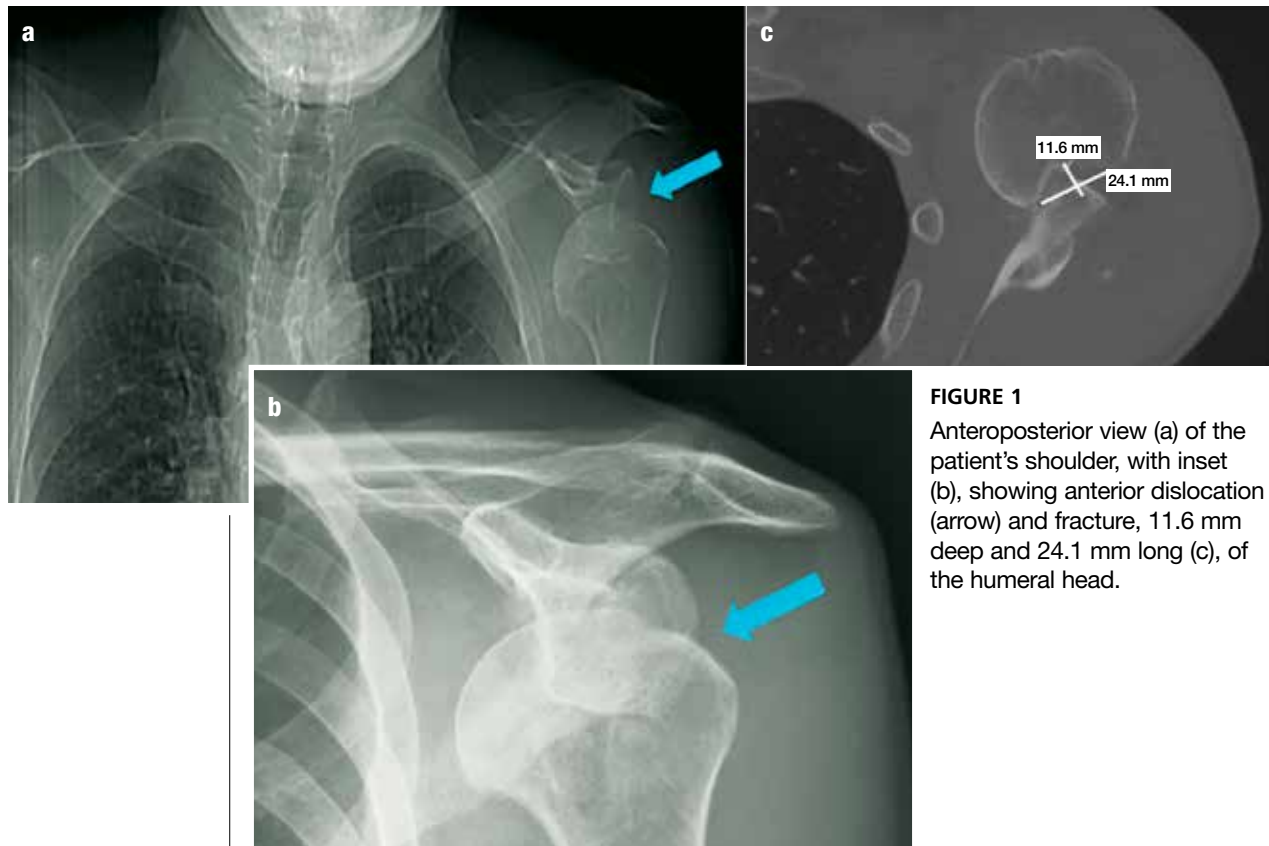 a
c
11.6 mm
24.1 mm
b
FIGURE 1
Anteroposterior view (a) of the
patient’s shoulder, with inset
(b), showing anterior dislocation
(arrow) and fracture, 11.6 mm
deep and 24.1 mm long (c), of
the humeral head.